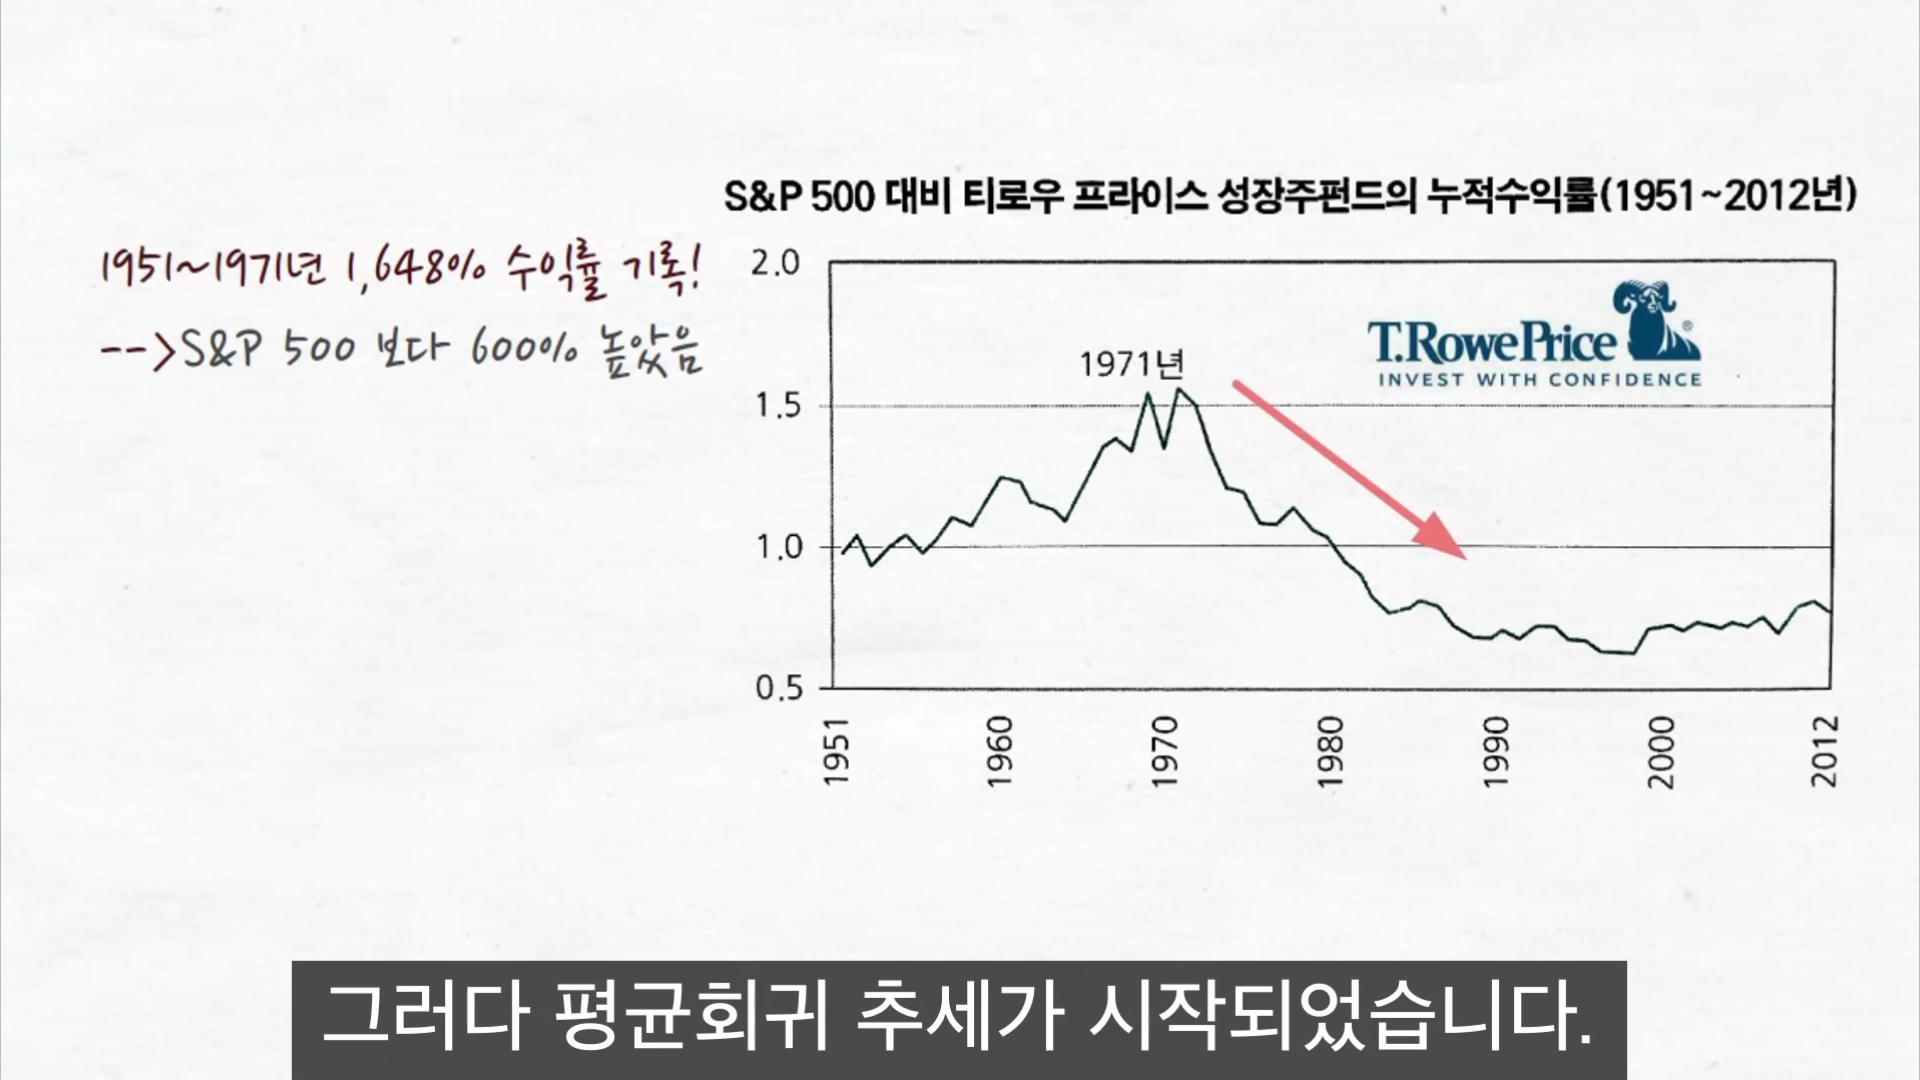 S&P 500 대비 티로우 프라이스 성장주펀드의 누적수익률(1951~2012년)
1951~1971년 1,648% 수익률 기록!
-->S&P 500 보다 600% 높았음
2.0
1.5
1.0
0.5
T.RowePrice®
INVEST WITH CONFIDENCE
1971년
1951
1960
1970
1980
1990
2000
2012
그러다 평균회귀 추세가 시작되었습니다.